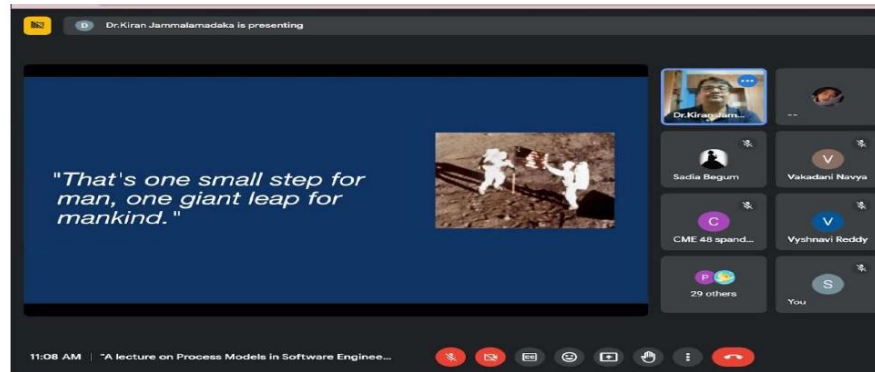 D Dr.Kiran Jammalamadaka is presenting
"That's one small step for
man, one giant leap for
mankind."
Dr.Kiran Jam...
--
Sadia Begum
V
Vakadani Navya
C
CME 48 spand...
V
Vyshnavi Reddy
P
29 others
S
You
11:08 AM | "A lecture on Process Models in Software Enginee...
CC